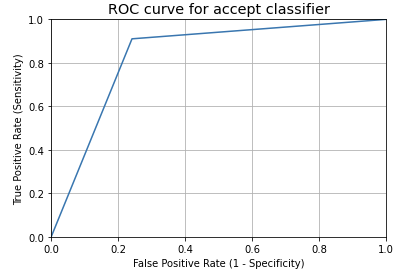 ROC curve for accept classifier
1.0
0.8
0.6
0.4
0.2
0.0
True Positive Rate (Sensitivity)
0.0 0.2 0.4 0.6 0.8 1.0
False Positive Rate (1 - Specificity)